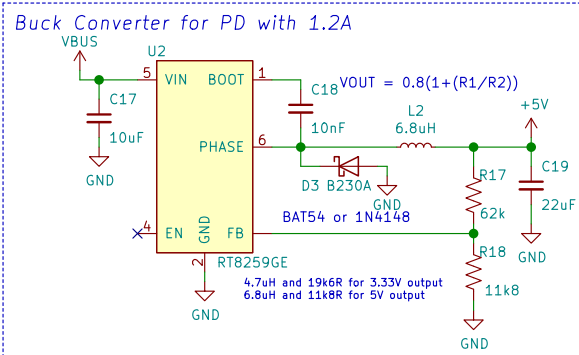 Buck Converter for PD with 1.2A
VBUS
U2
5 VIN BOOT 1
C17
10uF
GND
C18
10nF
VOUT = 0.8(1+(R1/R2))
L2
6.8uH
+5V
PHASE 6
D3 B230A
GND
BAT54 or 1N4148
R17
62k
C19
22uF
GND
4 EN GND FB
2
RT8259GE
GND
4.7uH and 19k6R for 3.33V output
6.8uH and 11k8R for 5V output
R18
11k8
GND